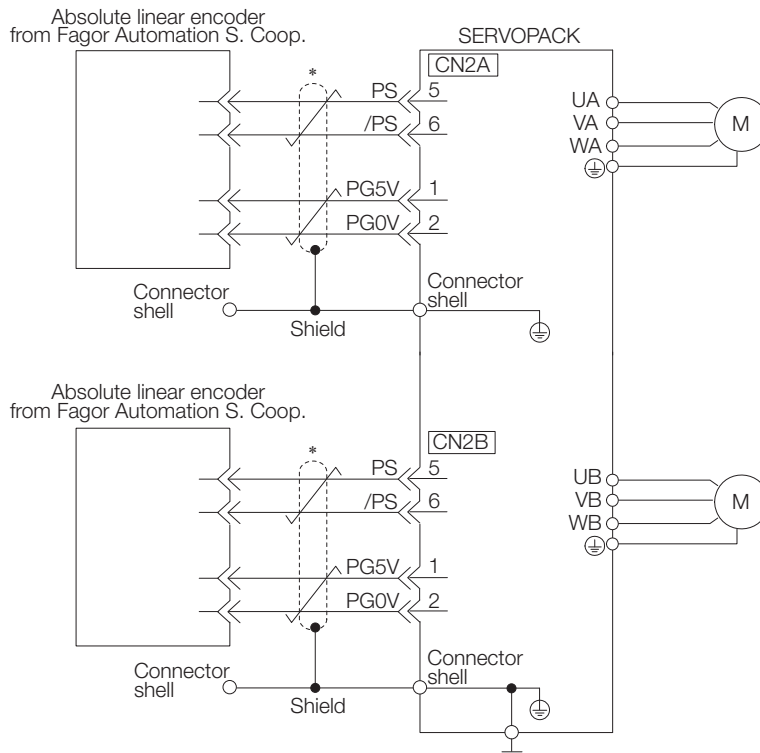 Absolute linear encoder
from Fagor Automation S. Coop.
SERVOPACK
CN2A
*
PS
5
/PS
6
PG5V
1
PG0V
2
UA
VA
WA
M
Connector
shell
Shield
Connector
shell
Absolute linear encoder
from Fagor Automation S. Coop.
CN2B
*
PS
5
/PS
6
PG5V
1
PG0V
2
UB
VB
WB
M
Connector
shell
Shield
Connector
shell